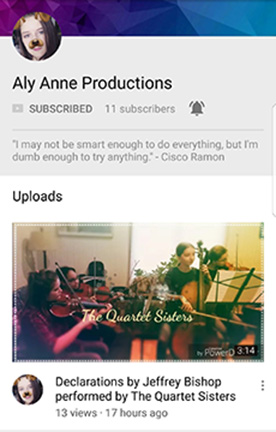 Aly Anne Productions
SUBSCRIBED 11 subscribers
"I may not be smart enough to do everything, but I'm
dumb enough to try anything." - Cisco Ramon
Uploads
The Quartet Sisters
3:14
Declarations by Jeffrey Bishop
performed by The Quartet Sisters
13 views · 17 hours ago